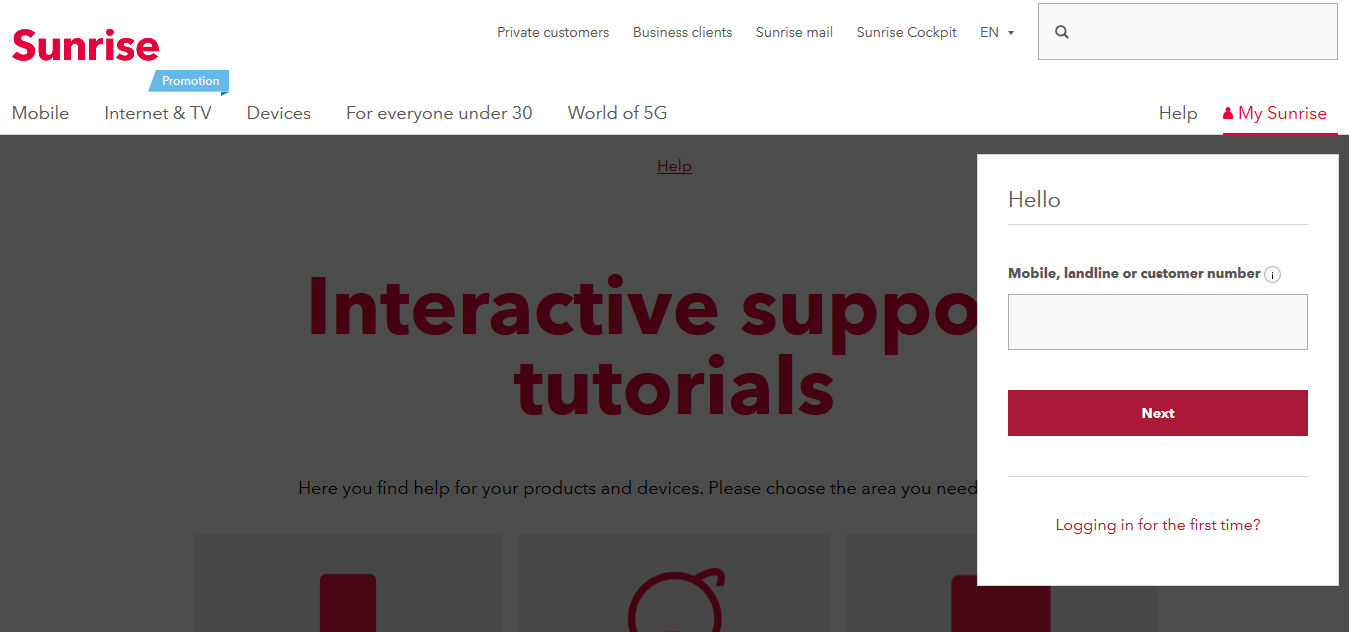 Private customers Business clients Sunrise mail Sunrise Cockpit EN
Sunrise
Promotion
Mobile Internet & TV Devices For everyone under 30 World of 5G Help My Sunrise
Help
Hello
Mobile, landline or customer number i
Next
Logging in for the first time?
Interactive suppo
tutorials
Here you find help for your products and devices. Please choose the area you need